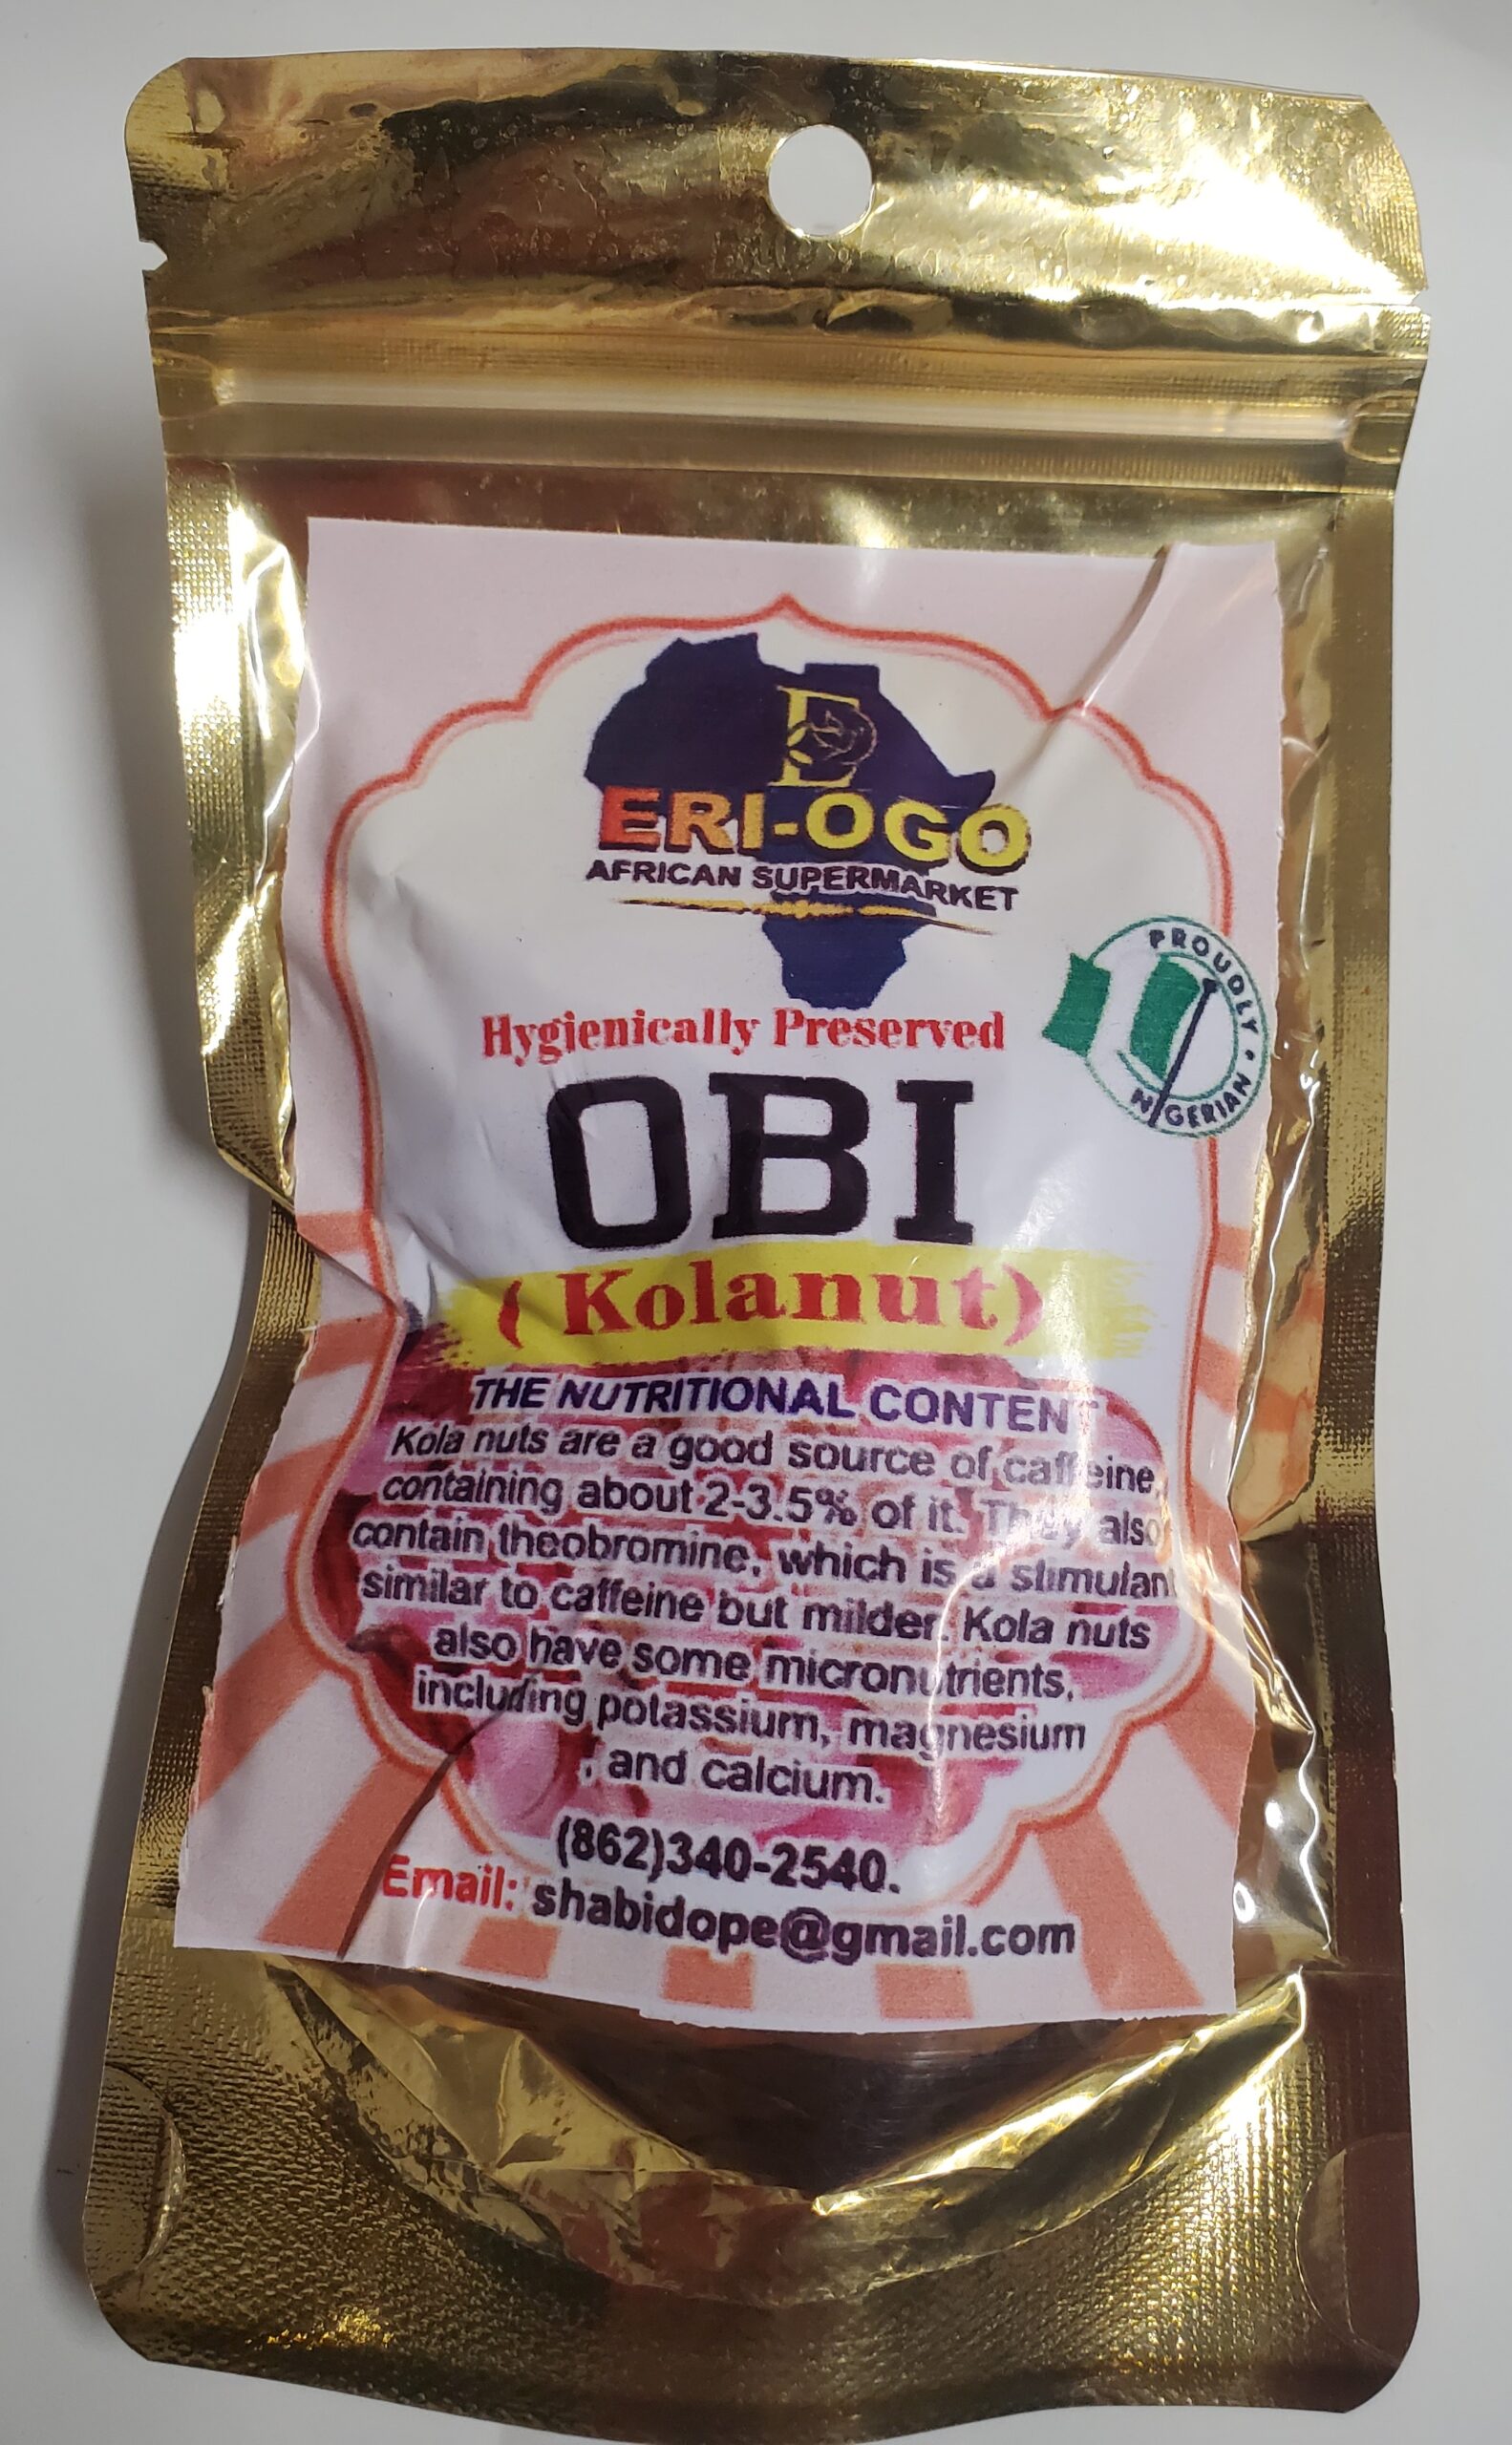 E
ERI-OGO
AFRICAN SUPERMARKET
PROUDLY • NIGERIAN
Hygienically Preserved
OBI
( Kolanut)
THE NUTRITIONAL CONTENT
Kola nuts are a good source of caffeine,
containing about 2-3.5% of it. They also
contain theobromine, which is a stimulant
similar to caffeine but milder. Kola nuts
also have some micronutrients,
including potassium, magnesium
, and calcium.
(862)340-2540.
Email: shabidope@gmail.com